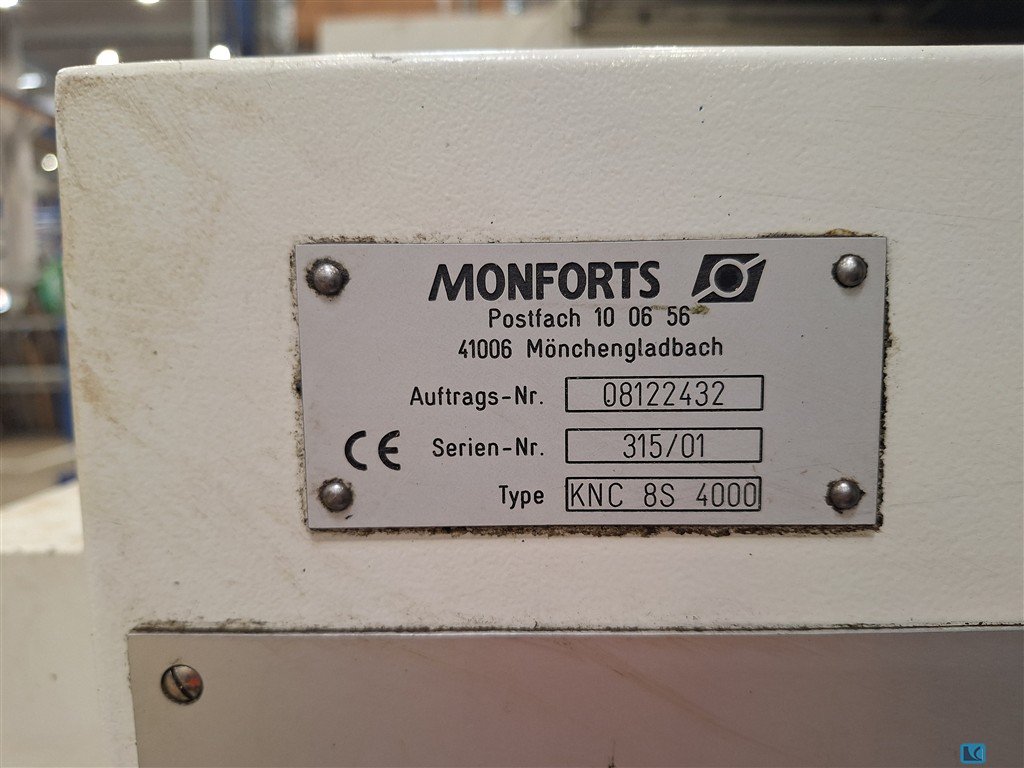 MONFORTS
Postfach 10 06 56
41006 Mönchengladbach
Auftrags-Nr. 08122432
CE Serien-Nr. 315/01
Type KNC 8S 4000